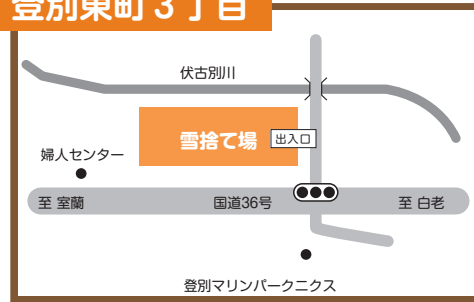 登別東町3丁目
伏古別川
雪捨て場
出入口
婦人センター
至 室蘭
国道36号
至 白老
登別マリンパークニクス